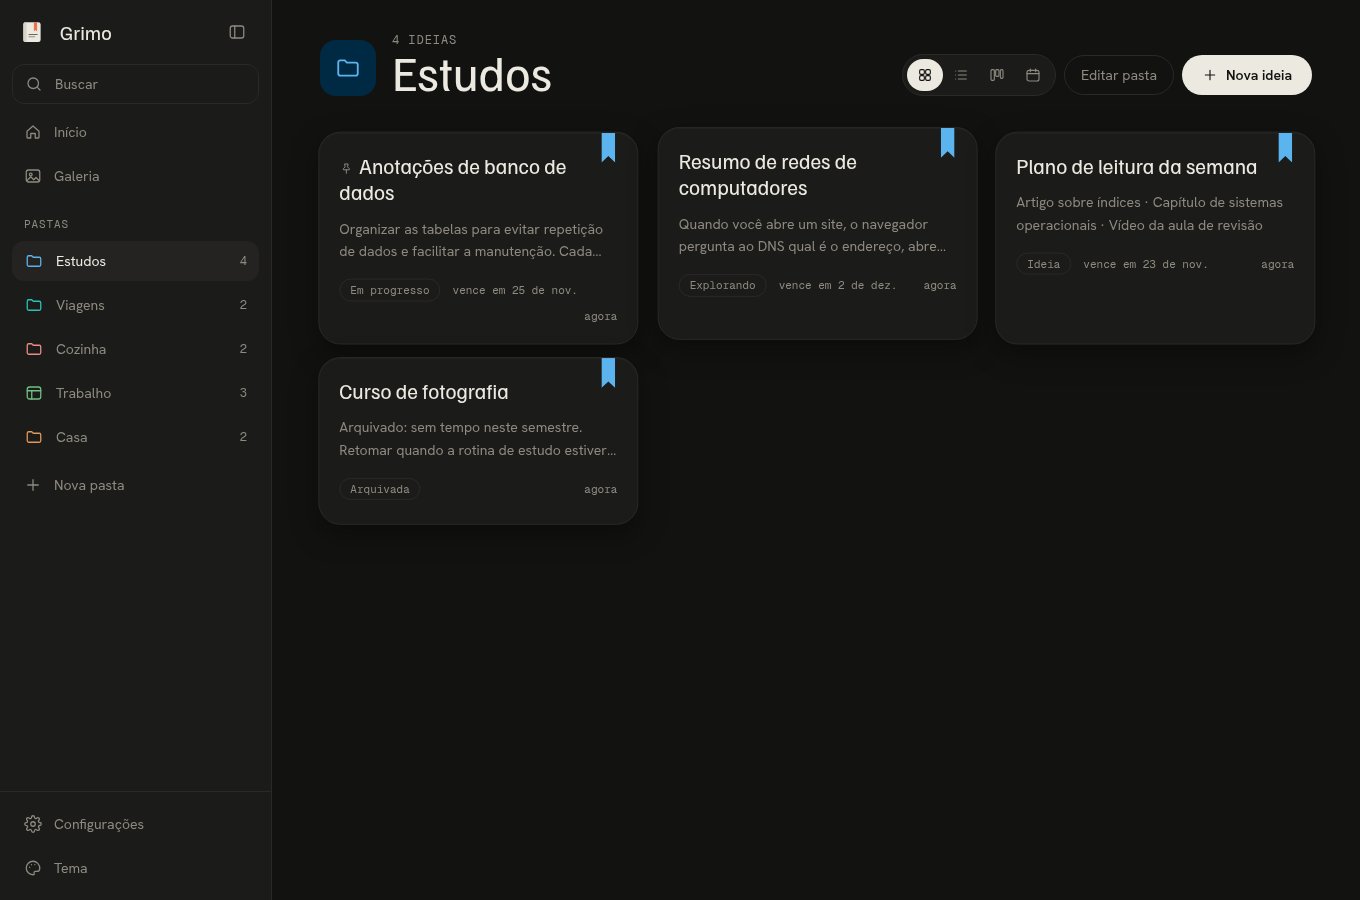 Grimo
Buscar
Início
Galeria
PASTAS
Estudos 4
Viagens 2
Cozinha 2
Trabalho 3
Casa 2
Nova pasta
Configurações
Tema
4 IDEIAS
Estudos
Editar pasta
Nova ideia
Anotações de banco de
dados
Organizar as tabelas para evitar repetição
de dados e facilitar a manutenção. Cada…
Em progresso vence em 25 de nov.
agora
Resumo de redes de
computadores
Quando você abre um site, o navegador
pergunta ao DNS qual é o endereço, abre…
Explorando vence em 2 de dez. agora
Plano de leitura da semana
Artigo sobre índices · Capítulo de sistemas
operacionais · Vídeo da aula de revisão
Ideia vence em 23 de nov. agora
Curso de fotografia
Arquivado: sem tempo neste semestre.
Retomar quando a rotina de estudo estiver…
Arquivada agora